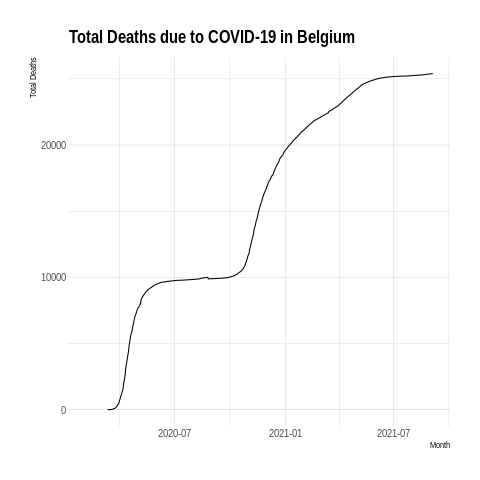 Total Deaths due to COVID-19 in Belgium
Total Deaths
20000
10000
0
2020-07 2021-01 2021-07
Month